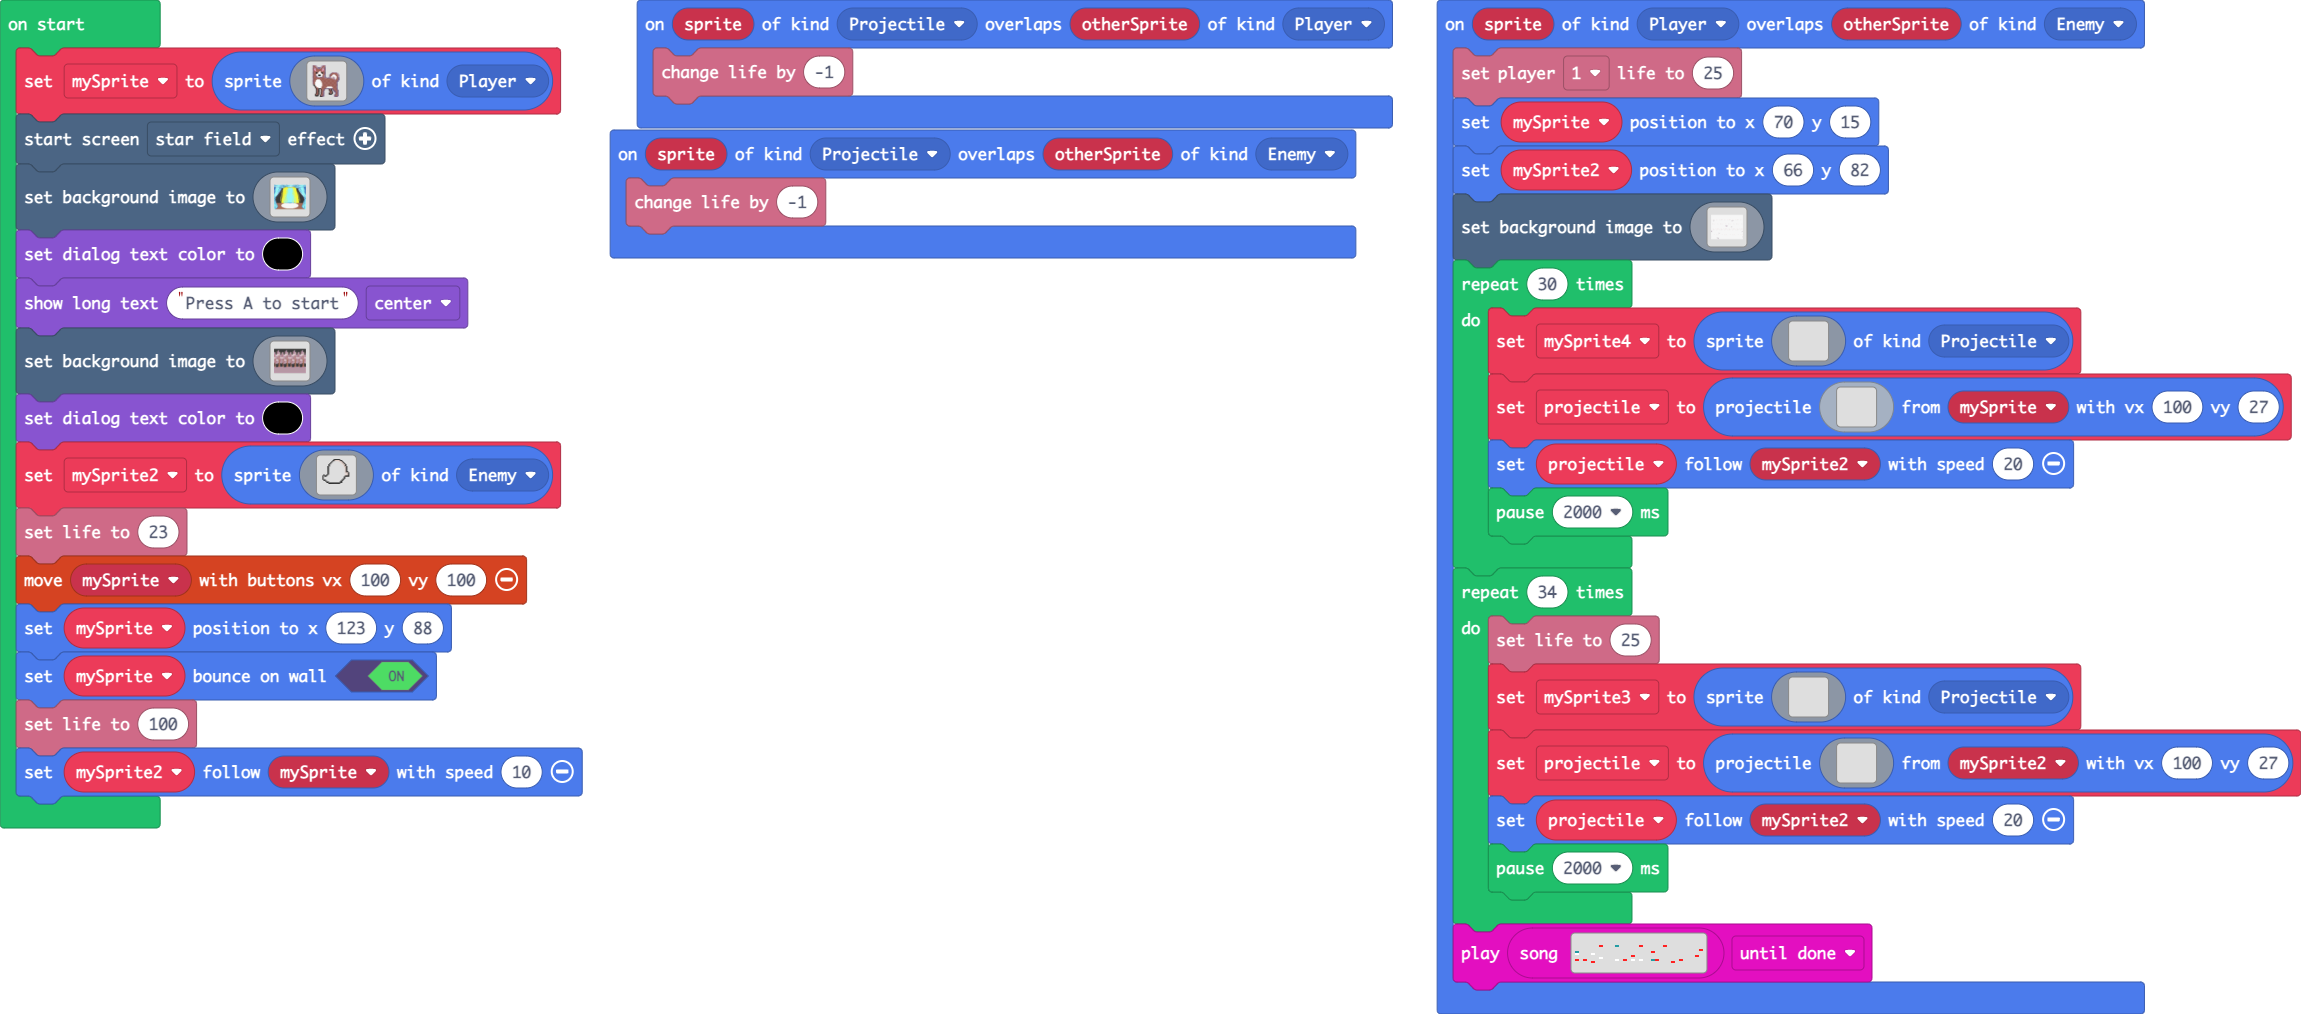 on start
set mySprite to sprite of kind Player
start screen star field effect
set background image to
set dialog text color to
show long text "Press A to start" center
set background image to
set dialog text color to
set mySprite2 to sprite of kind Enemy
set life to 23
move mySprite with buttons vx 100 vy 100
set mySprite position to x 123 y 88
set mySprite bounce on wall ON
set life to 100
set mySprite2 follow mySprite with speed 10
on sprite of kind Projectile overlaps otherSprite of kind Player
change life by -1
on sprite of kind Projectile overlaps otherSprite of kind Enemy
change life by -1
on sprite of kind Player overlaps otherSprite of kind Enemy
set player 1 life to 25
set mySprite position to x 70 y 15
set mySprite2 position to x 66 y 82
set background image to
repeat 30 times
do
set mySprite4 to sprite of kind Projectile
set projectile to projectile from mySprite with vx 100 vy 27
set projectile follow mySprite2 with speed 20
pause 2000 ms
repeat 34 times
do
set life to 25
set mySprite3 to sprite of kind Projectile
set projectile to projectile from mySprite2 with vx 100 vy 27
set projectile follow mySprite2 with speed 20
pause 2000 ms
play song until done